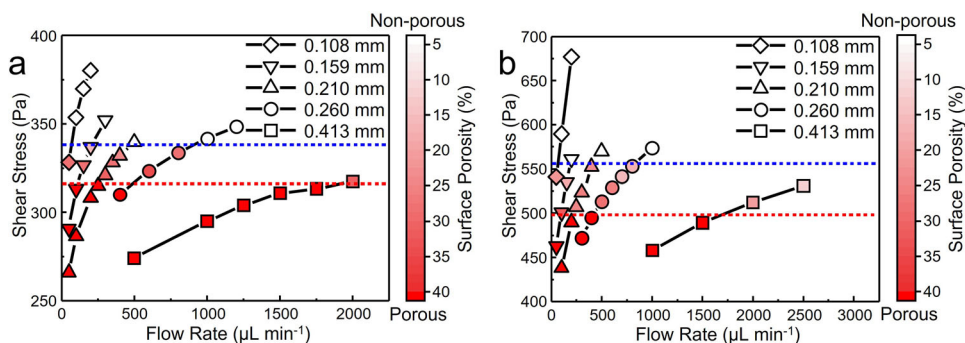 a
Shear Stress (Pa)
400
350
300
250
0 500 1000 1500 2000
Flow Rate (µL min⁻¹)
0.108 mm
0.159 mm
0.210 mm
0.260 mm
0.413 mm
Non-porous
5
10
15
20
25
30
35
40
Porous
Surface Porosity (%)
b
Shear Stress (Pa)
700
650
600
550
500
450
400
0 500 1000 1500 2000 2500 3000
Flow Rate (µL min⁻¹)
0.108 mm
0.159 mm
0.210 mm
0.260 mm
0.413 mm
Non-porous
5
10
15
20
25
30
35
40
Porous
Surface Porosity (%)